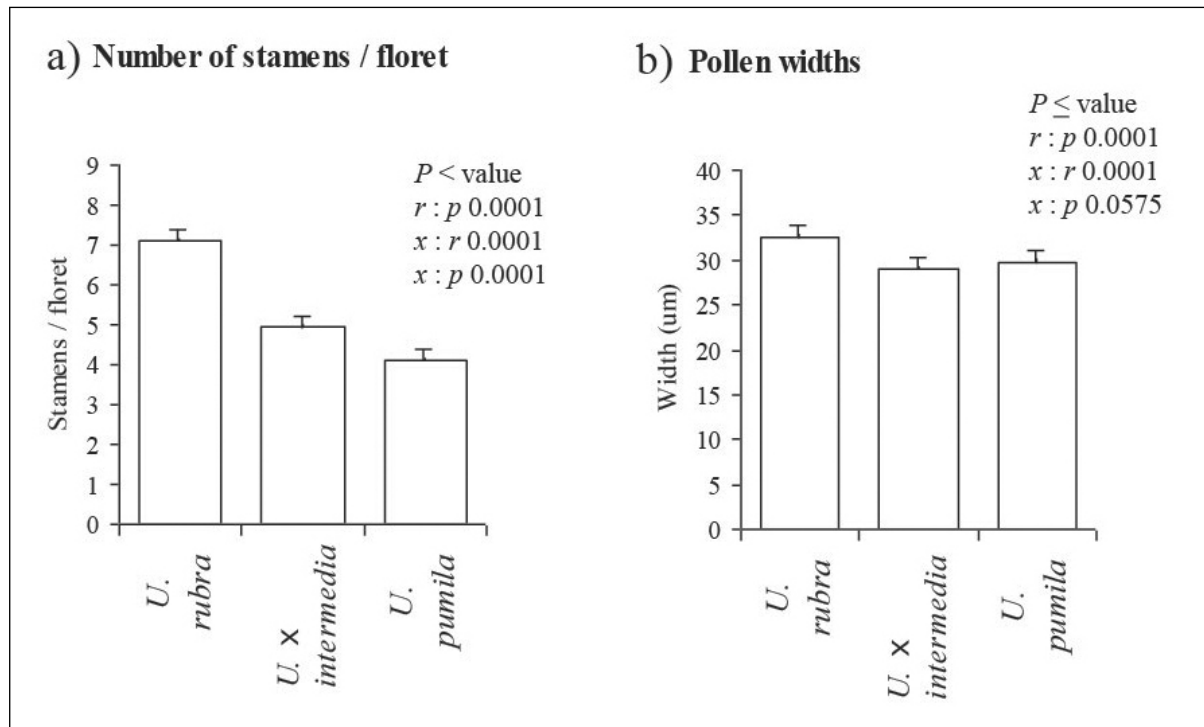 a) Number of stamens / floret
P < value
r : p 0.0001
x : r 0.0001
x : p 0.0001
9
8
7
6
5
4
3
2
1
0
Stamens / floret
U.
rubra
U. ×
intermedia
U.
pumila
b) Pollen widths
P ≤ value
r : p 0.0001
x : r 0.0001
x : p 0.0575
40
35
30
25
20
15
10
5
0
Width (um)
U.
rubra
U. ×
intermedia
U.
pumila